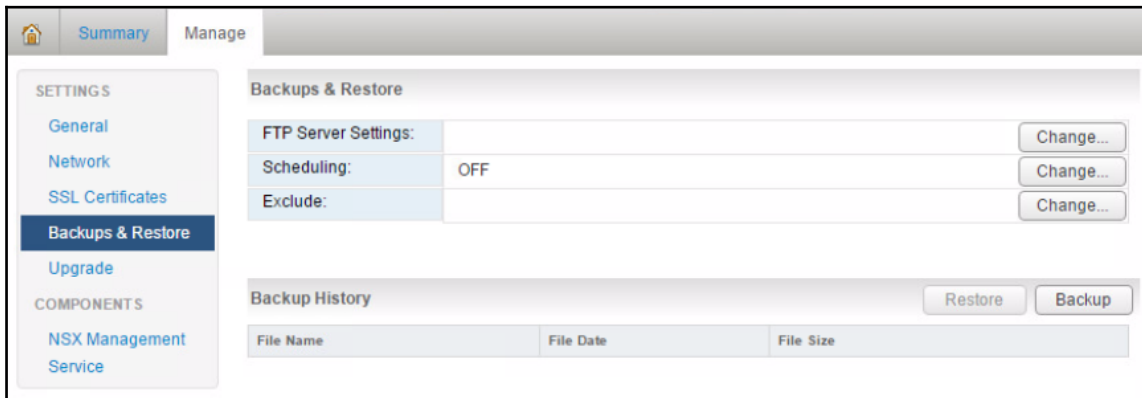 Summary Manage
SETTINGS
General
Network
SSL Certificates
Backups & Restore
Upgrade
COMPONENTS
NSX Management
Service
Backups & Restore
FTP Server Settings: Change...
Scheduling: OFF Change...
Exclude: Change...
Backup History Restore Backup
File Name File Date File Size